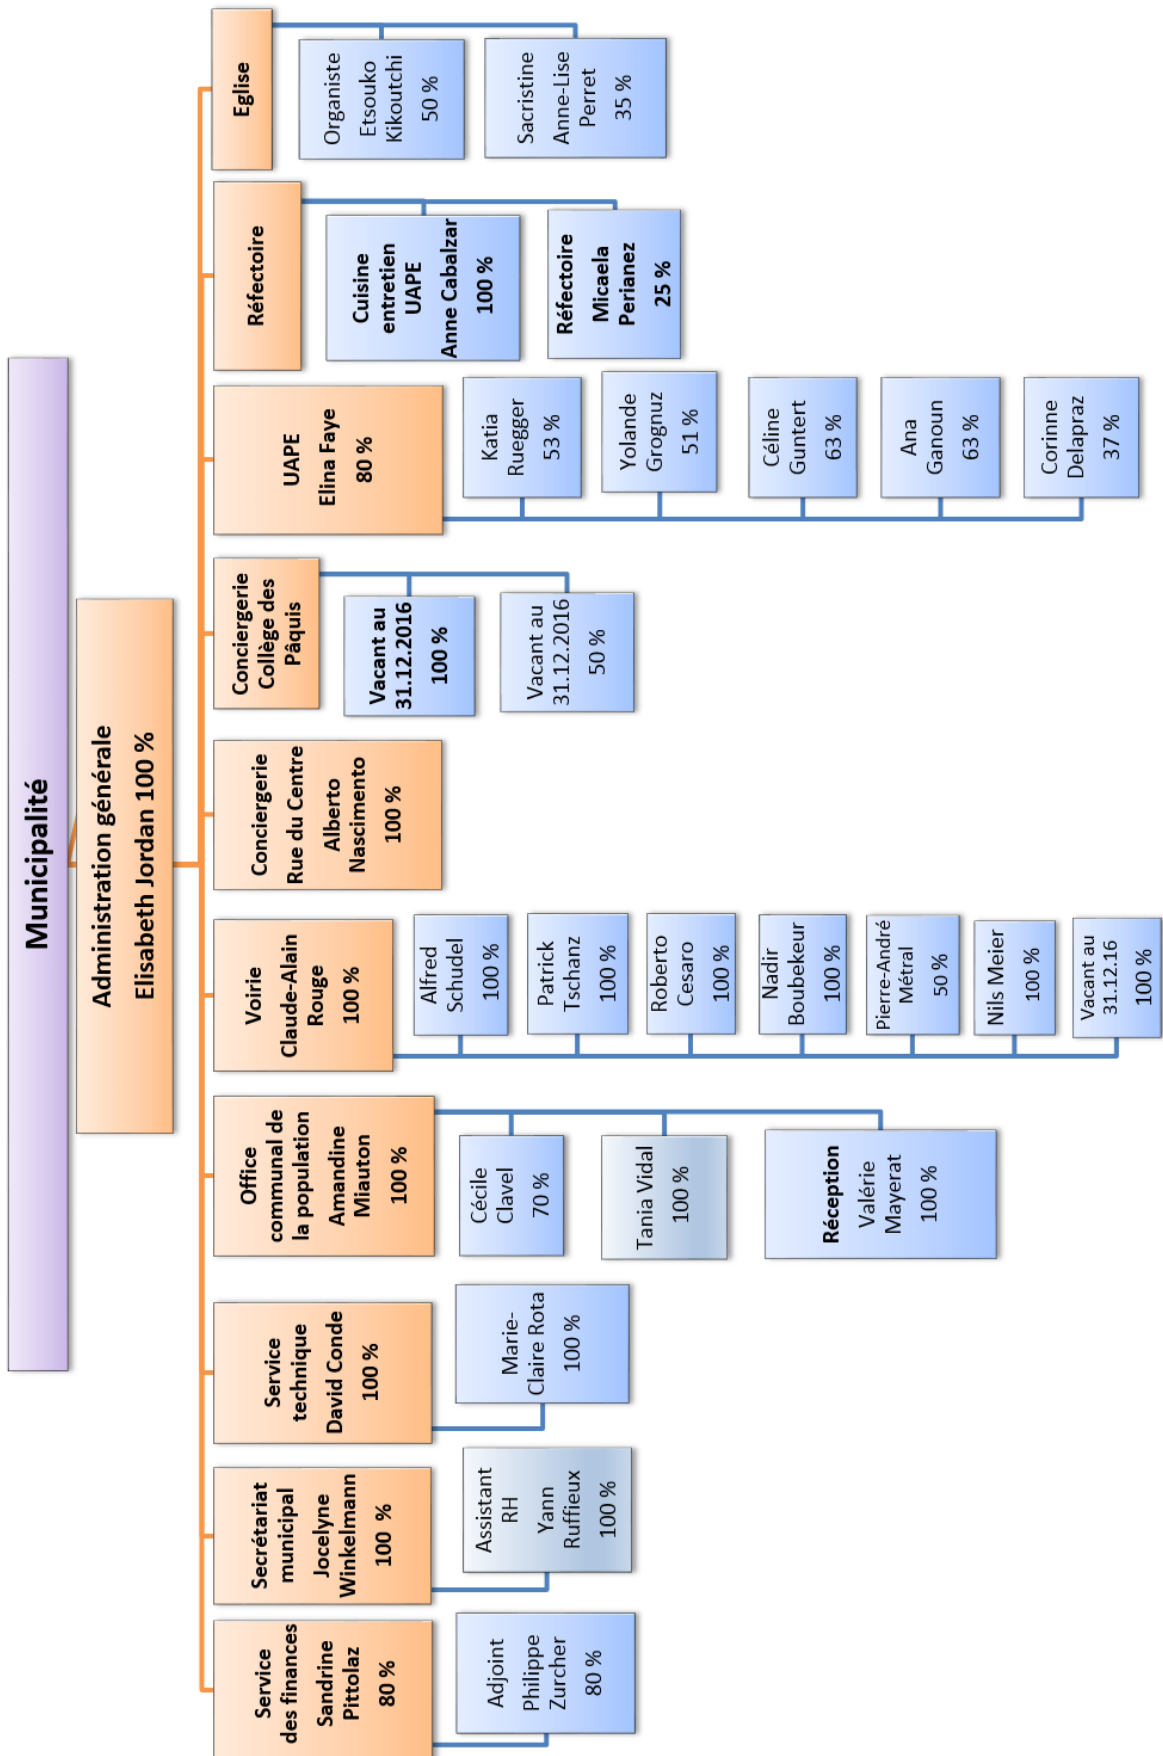 Municipalité
Administration générale
Elisabeth Jordan 100 %
Service
des finances
Sandrine
Pittolaz
80 %
Adjoint
Philippe
Zurcher
80 %
Secrétariat
municipal
Jocelyne
Winkelmann
100 %
Assistant
RH
Yann
Ruffieux
100 %
Service
technique
David Conde
100 %
Marie-
Claire Rota
100 %
Office
communal de
la population
Amandine
Miauton
100 %
Cécile
Clavel
70 %
Tania Vidal
100 %
Réception
Valérie
Mayerat
100 %
Voirie
Claude-Alain
Rouge
100 %
Alfred
Schudel
100 %
Patrick
Tschanz
100 %
Roberto
Cesaro
100 %
Nadir
Boubekeur
100 %
Pierre-André
Métral
50 %
Nils Meier
100 %
Vacant au
31.12.16
100 %
Conciergerie
Rue du Centre
Alberto
Nascimento
100 %
Conciergerie
Collège des
Pâquis
Vacant au
31.12.2016
100 %
Vacant au
31.12.2016
50 %
UAPE
Elina Faye
80 %
Katia
Ruegger
53 %
Yolande
Grognuz
51 %
Céline
Guntert
63 %
Ana
Ganoun
63 %
Corinne
Delapraz
37 %
Réfectoire
Cuisine
entretien
UAPE
Anne Cabalzar
100 %
Réfectoire
Micaela
Perianez
25 %
Eglise
Organiste
Etsouko
Kikoutchi
50 %
Sacristine
Anne-Lise
Perret
35 %